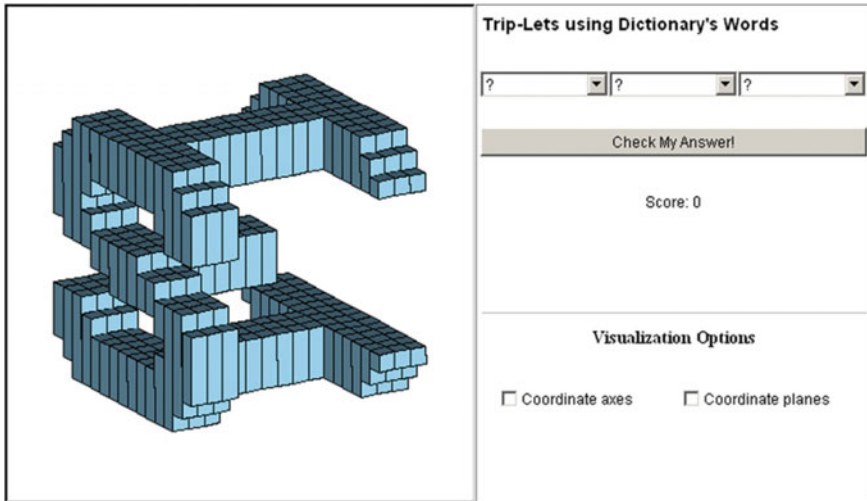 Trip-Lets using Dictionary's Words
? ? ?
Check My Answer!
Score: 0
Visualization Options
Coordinate axes Coordinate planes